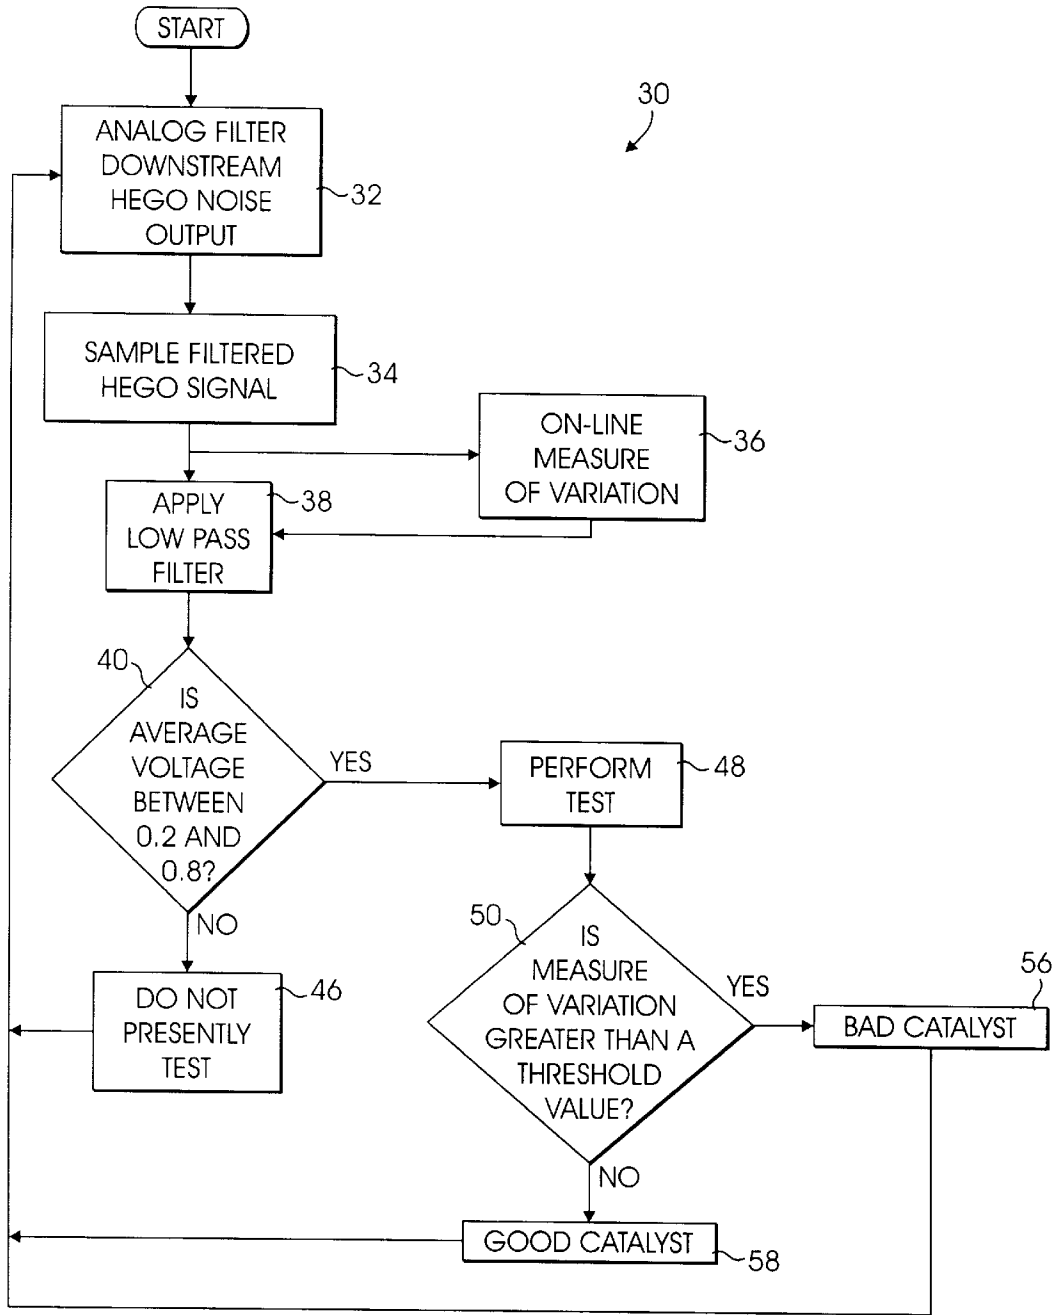 START
30
ANALOG FILTER
DOWNSTREAM
HEGO NOISE
OUTPUT
32
SAMPLE FILTERED
HEGO SIGNAL
34
ON-LINE
MEASURE
OF VARIATION
36
APPLY
LOW PASS
FILTER
38
40
IS
AVERAGE
VOLTAGE
BETWEEN
0.2 AND
0.8?
YES
NO
PERFORM
TEST
48
DO NOT
PRESENTLY
TEST
46
50
IS
MEASURE
OF VARIATION
GREATER THAN A
THRESHOLD
VALUE?
YES
NO
56
BAD CATALYST
GOOD CATALYST
58